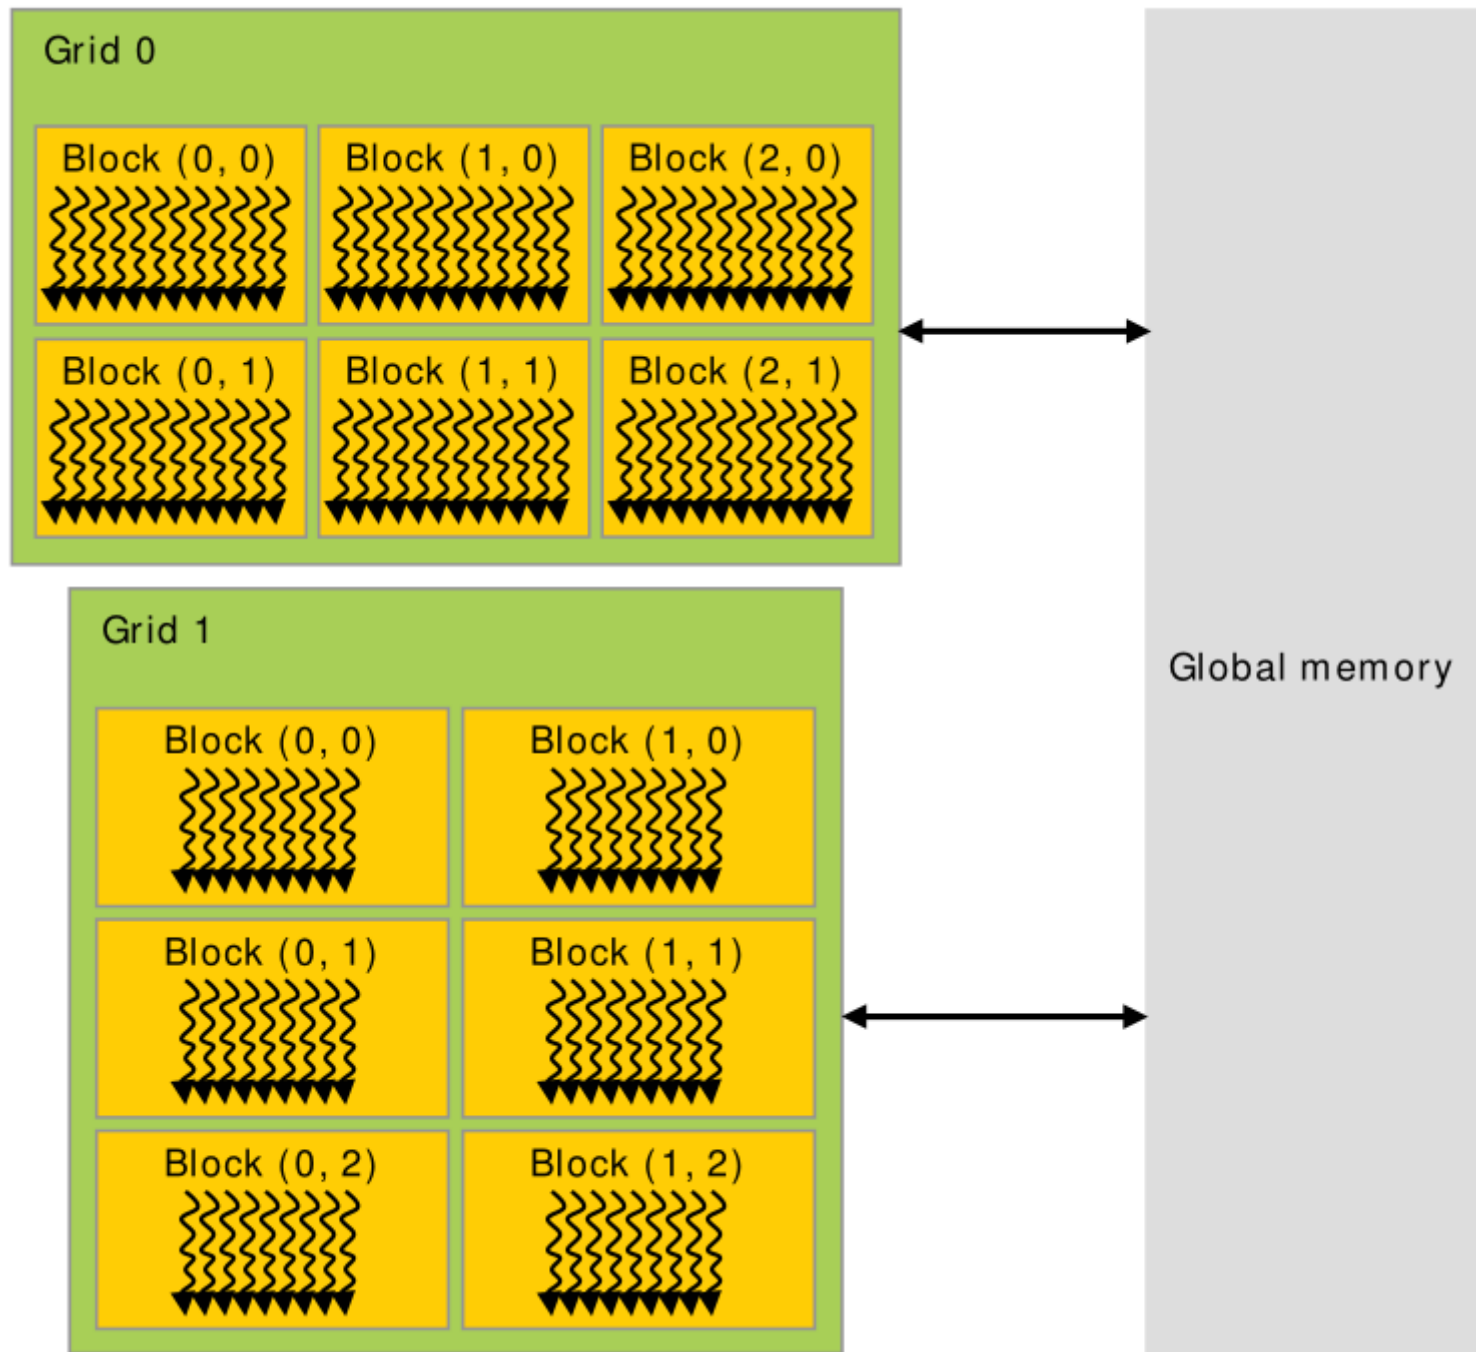 Grid 0
Block (0, 0) Block (1, 0) Block (2, 0)
Block (0, 1) Block (1, 1) Block (2, 1)
Grid 1
Block (0, 0) Block (1, 0)
Block (0, 1) Block (1, 1)
Block (0, 2) Block (1, 2)
Global memory